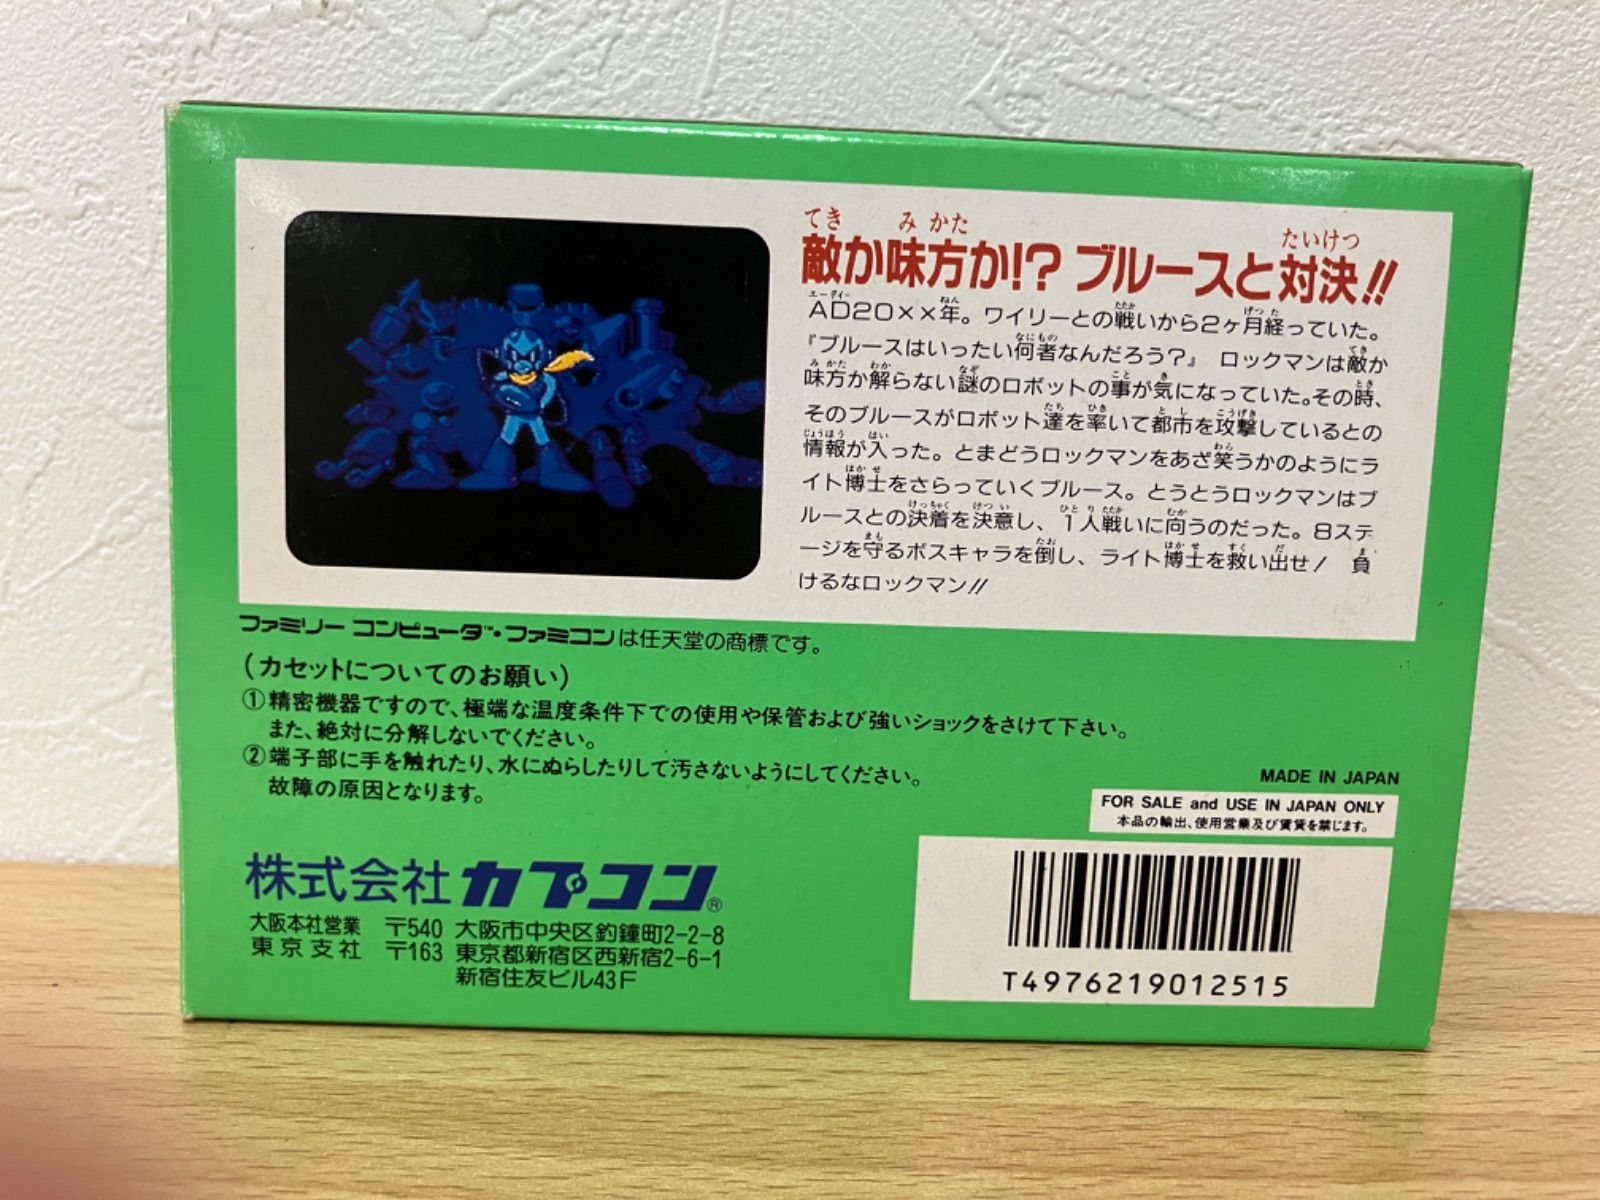 敵か味方か!? ブルースと対決!!
AD20××年。ワイリーとの戦いから2ヶ月経っていた。
『ブルースはいったい何者なんだろう?』 ロックマンは敵か
味方か解らない謎のロボットの事が気になっていた。その時、
そのブルースがロボット達を率いて都市を攻撃しているとの
情報が入った。とまどうロックマンをあざ笑うかのようにラ
イト博士をさらっていくブルース。とうとうロックマンはブ
ルースとの決着を決意し、1人戦いに向うのだった。8ステ
ージを守るボスキャラを倒し、ライト博士を救い出せ! 負
けるなロックマン!!
ファミリー コンピュータ™・ファミコンは任天堂の商標です。
(カセットについてのお願い)
①精密機器ですので、極端な温度条件下での使用や保管および強いショックをさけて下さい。
また、絶対に分解しないでください。
②端子部に手を触れたり、水にぬらしたりして汚さないようにしてください。
故障の原因となります。
MADE IN JAPAN
FOR SALE and USE IN JAPAN ONLY
本品の輸出、使用営業及び賃貸を禁じます。
株式会社カプコン®
大阪本社営業 〒540 大阪市中央区釣鐘町2-2-8
東京支社 〒163 東京都新宿区西新宿2-6-1
新宿住友ビル43F
T4976219012515